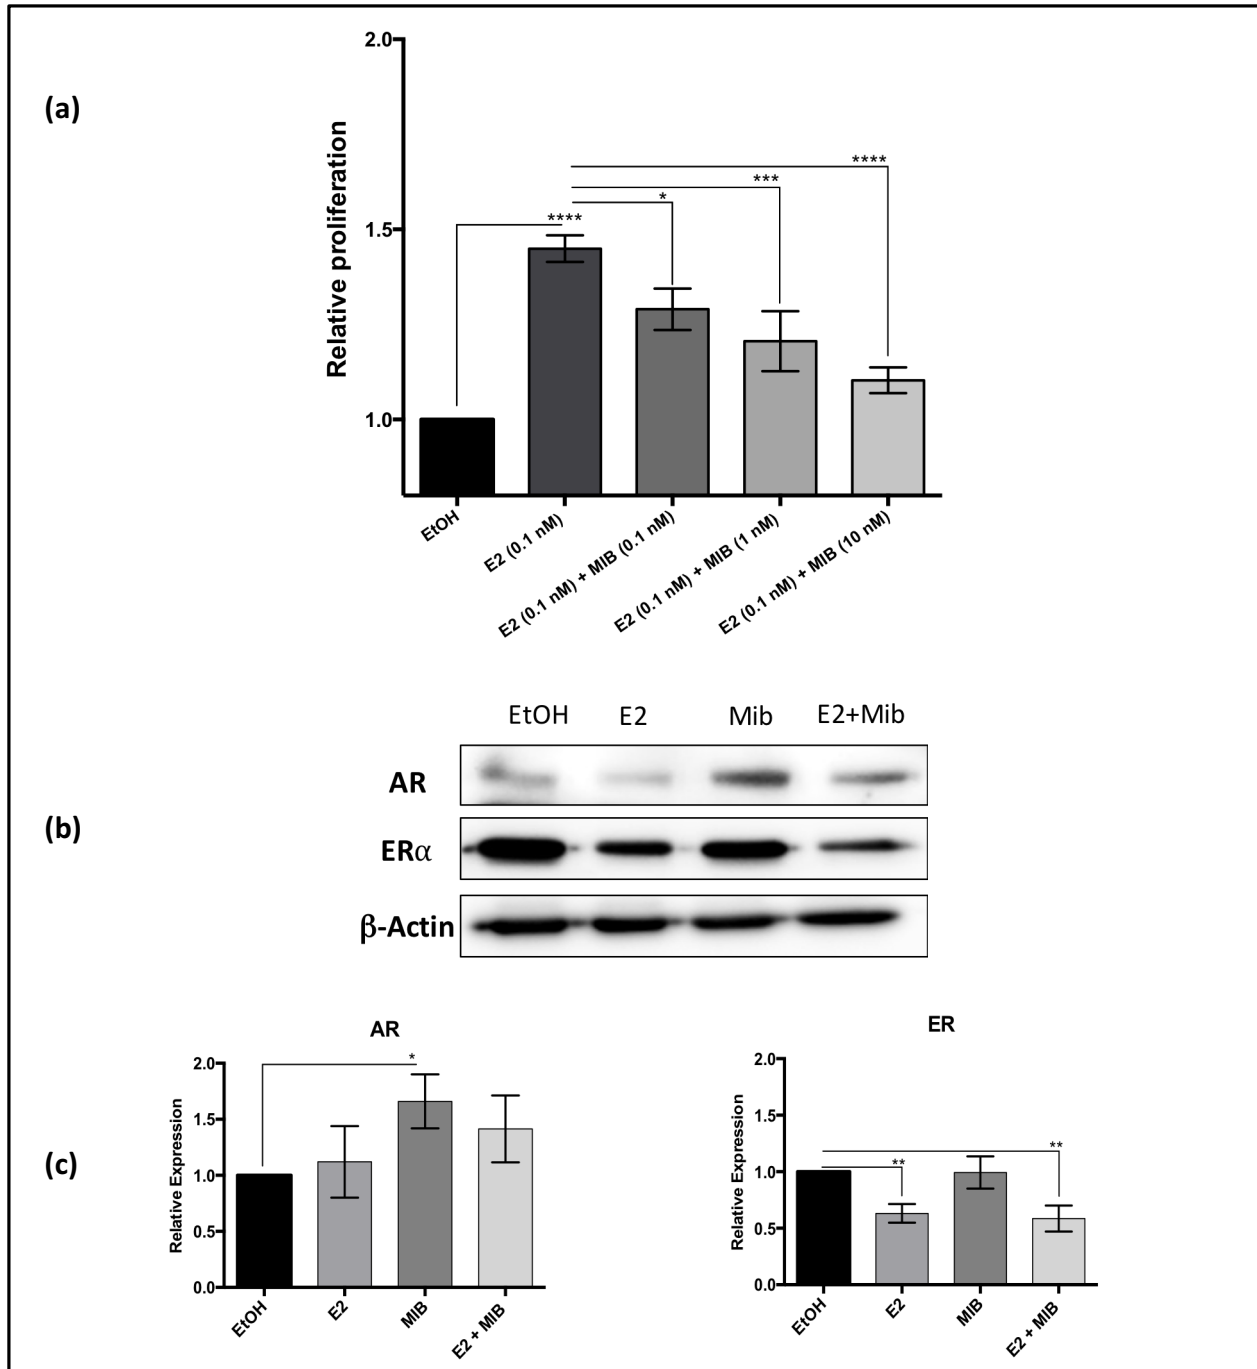 (a)
Relative proliferation
2.0
1.5
1.0
****
*
***
****
EtOH
E2 (0.1 nM)
E2 (0.1 nM) + MIB (0.1 nM)
E2 (0.1 nM) + MIB (1 nM)
E2 (0.1 nM) + MIB (10 nM)
(b)
EtOH E2 Mib E2+Mib
AR
ERα
β-Actin
(c)
AR
Relative Expression
2.0
1.5
1.0
0.5
0.0
*
EtOH
E2
MIB
E2 + MIB
ER
Relative Expression
2.0
1.5
1.0
0.5
0.0
**
**
EtOH
E2
MIB
E2 + MIB